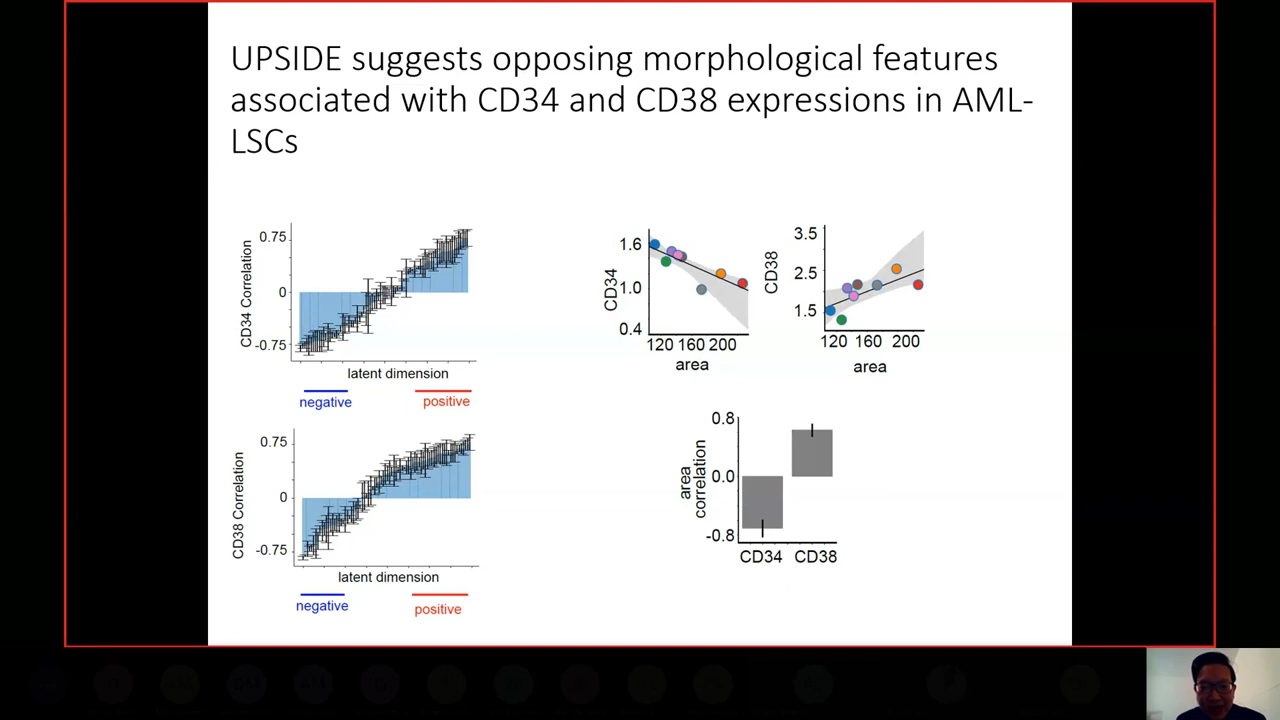 UPSIDE suggests opposing morphological features
associated with CD34 and CD38 expressions in AML-
LSCs
CD34 Correlation
0.75
0
-0.75
latent dimension
negative
positive
CD38 Correlation
0.75
0
-0.75
latent dimension
negative
positive
CD34
1.6
1.0
0.4
120 160 200
area
CD38
3.5
2.5
1.5
120 160 200
area
area
correlation
0.8
0.0
-0.8
CD34 CD38